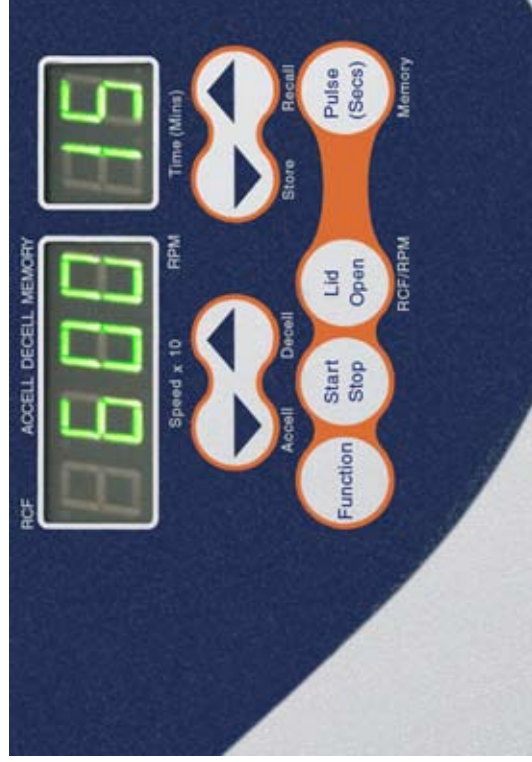 RCF ACCELL DECELL MEMORY
600 15
Speed x 10 RPM Time (Mins)
Accell Decell Store Recall
Function
Start
Stop
Lid
Open
Pulse
(Secs)
RCF/RPM Memory